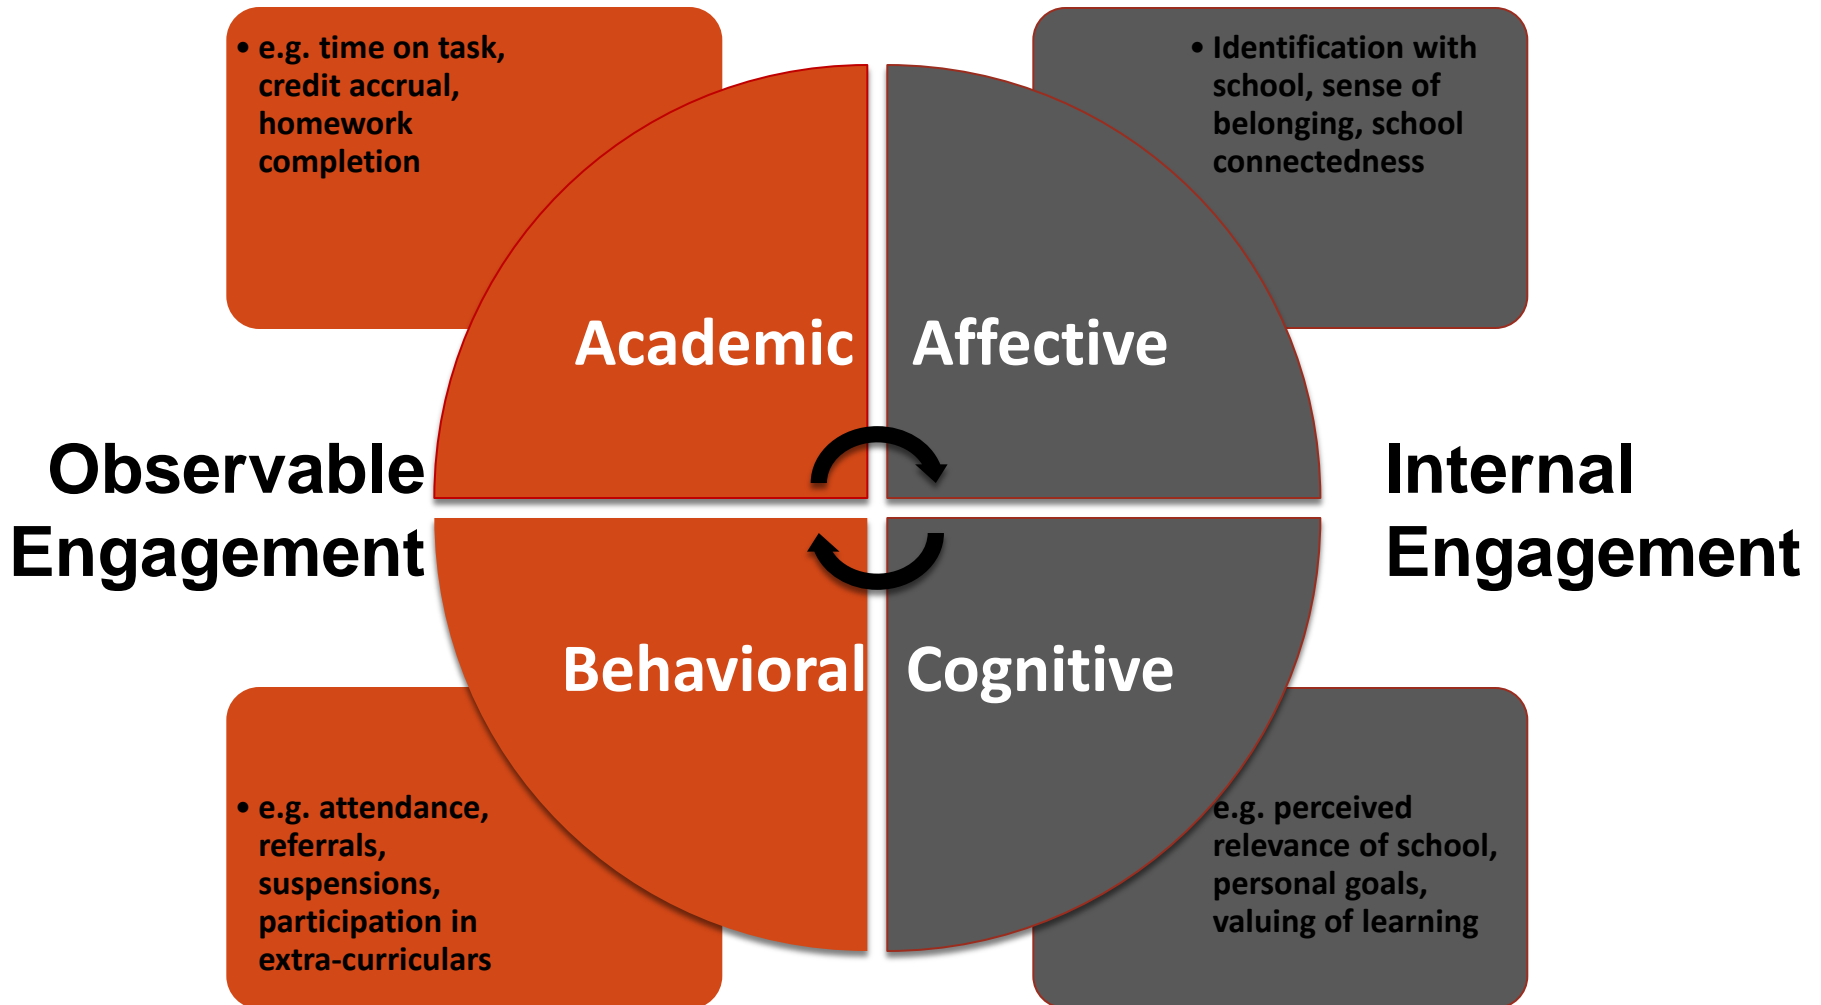 • e.g. time on task,
credit accrual,
homework
completion
• Identification with
school, sense of
belonging, school
connectedness
Academic
Affective
Observable
Engagement
Internal
Engagement
Behavioral
Cognitive
• e.g. attendance,
referrals,
suspensions,
participation in
extra-curriculars
e.g. perceived
relevance of school,
personal goals,
valuing of learning